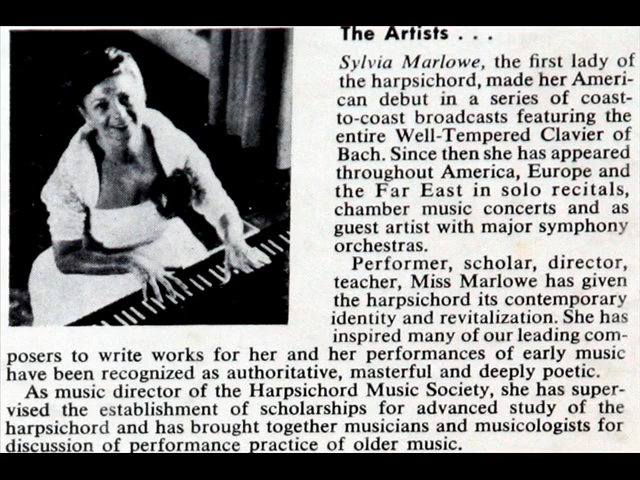 The Artists . . .
Sylvia Marlowe, the first lady of
the harpsichord, made her Ameri-
can debut in a series of coast-
to-coast broadcasts featuring the
entire Well-Tempered Clavier of
Bach. Since then she has appeared
throughout America, Europe and
the Far East in solo recitals,
chamber music concerts and as
guest artist with major symphony
orchestras.
Performer, scholar, director,
teacher, Miss Marlowe has given
the harpsichord its contemporary
identity and revitalization. She has
inspired many of our leading com-
posers to write works for her and her performances of early music
have been recognized as authoritative, masterful and deeply poetic.
As music director of the Harpsichord Music Society, she has super-
vised the establishment of scholarships for advanced study of the
harpsichord and has brought together musicians and musicologists for
discussion of performance practice of older music.